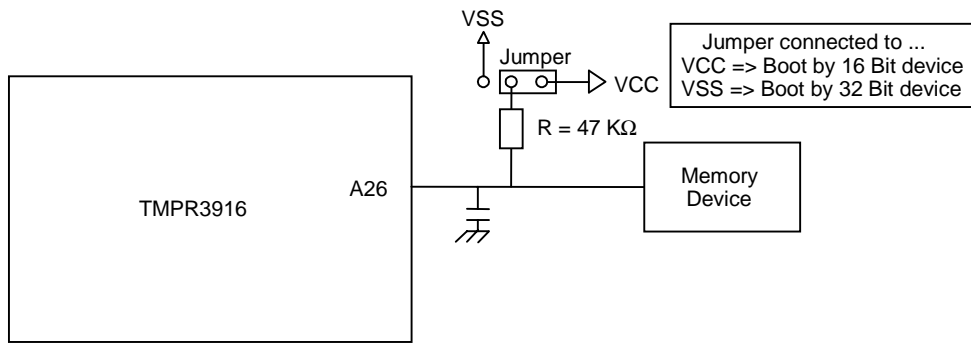 VSS
Jumper
VCC
Jumper connected to ...
VCC => Boot by 16 Bit device
VSS => Boot by 32 Bit device
R = 47 KΩ
A26
TMPR3916
Memory
Device